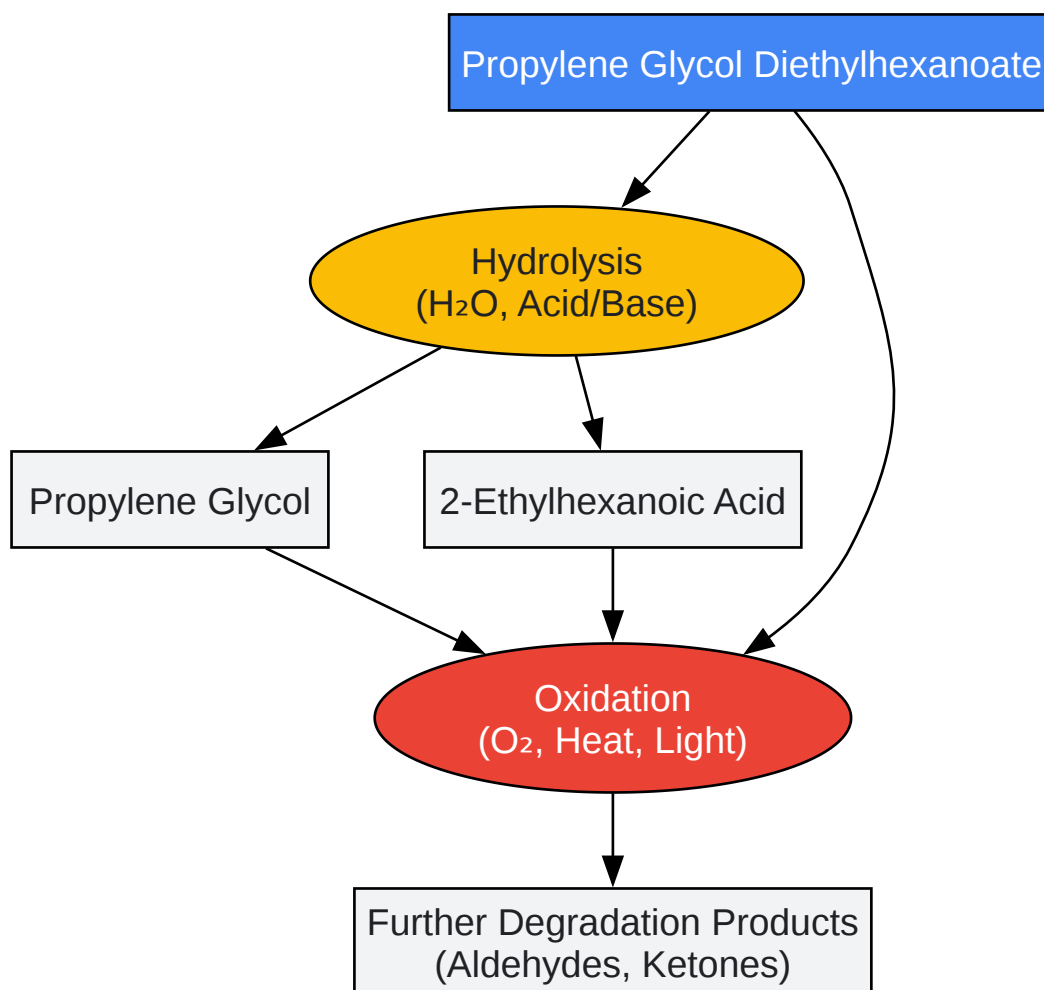 Propylene Glycol Diethylhexanoate
Hydrolysis
(H₂O, Acid/Base)
Propylene Glycol
2-Ethylhexanoic Acid
Oxidation
(O₂, Heat, Light)
Further Degradation Products
(Aldehydes, Ketones)